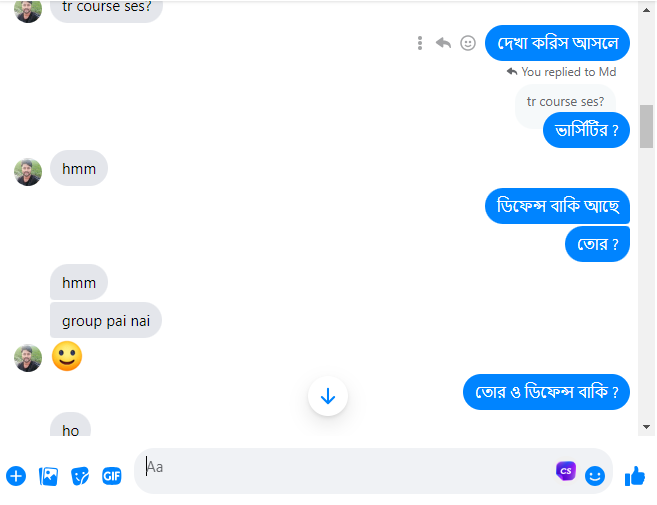 tr course ses?
দেখা করিস আসলে
You replied to Md
tr course ses?
ভার্সিটির ?
hmm
ডিফেন্স বাকি আছে
তোর ?
hmm
group pai nai
তোর ও ডিফেন্স বাকি ?
ho
GIF
Aa
CS